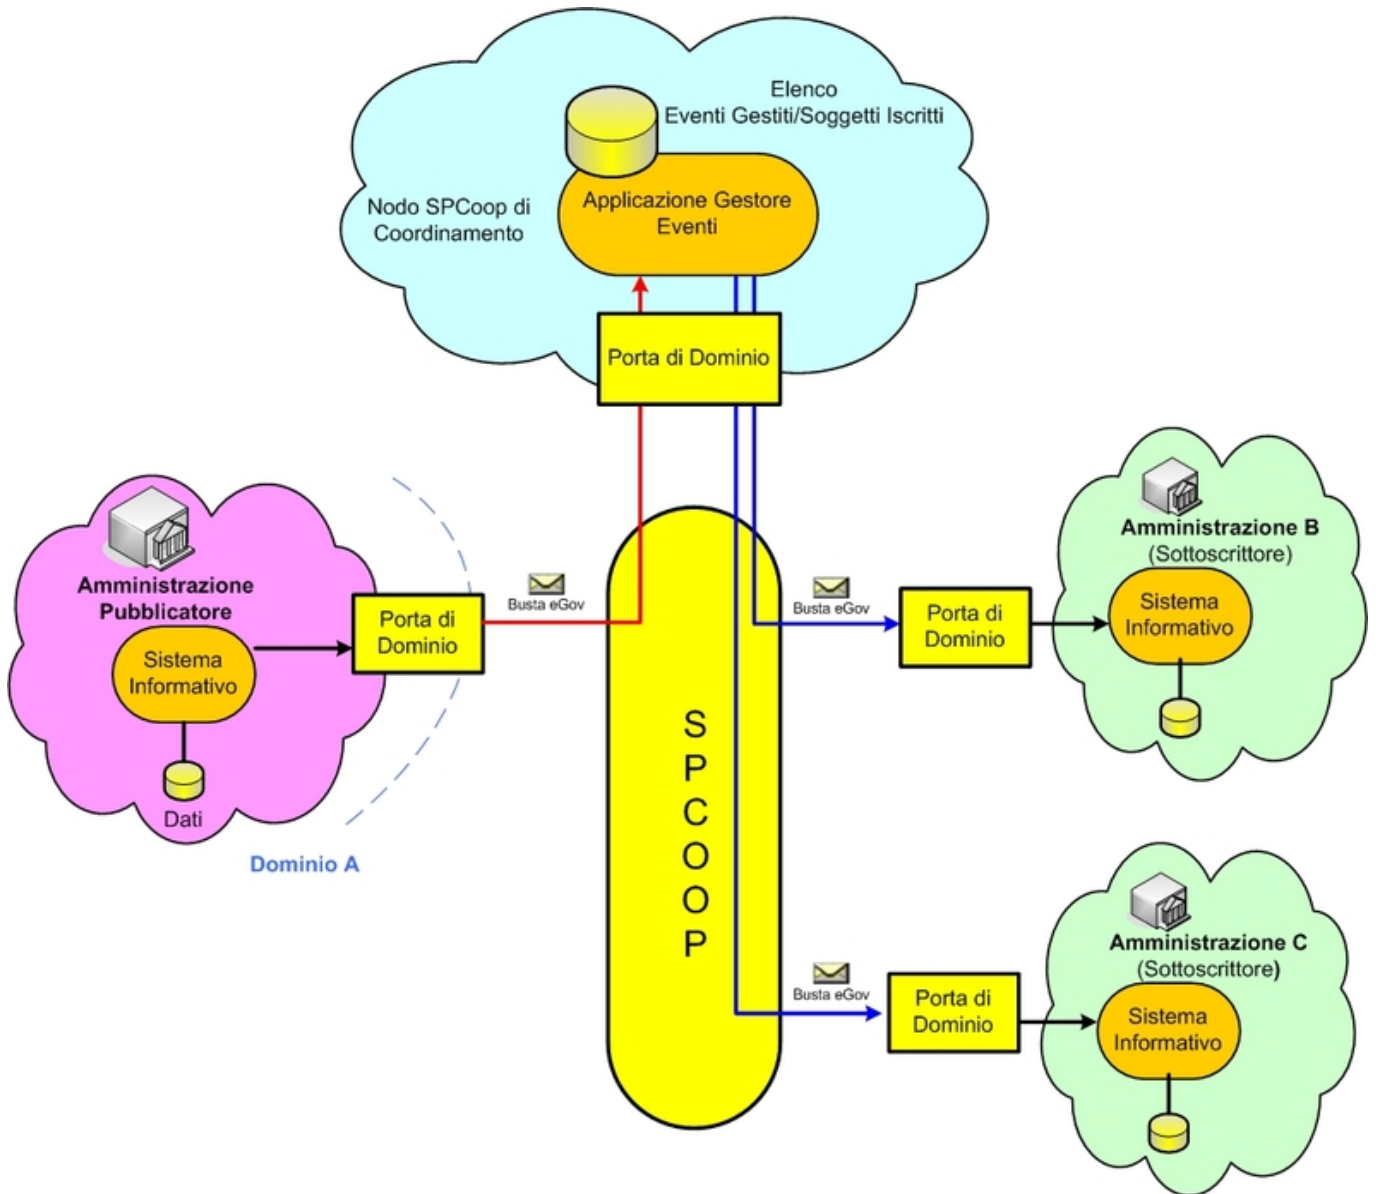 Elenco
Eventi Gestiti/Soggetti Iscritti
Applicazione Gestore
Eventi
Nodo SPCoop di
Coordinamento
Porta di Dominio
Amministrazione
Pubblicatore
Sistema
Informativo
Dati
Porta di
Dominio
Dominio A
Busta eGov
S
P
C
O
O
P
Busta eGov
Porta di
Dominio
Amministrazione B
(Sottoscrittore)
Sistema
Informativo
Busta eGov
Porta di
Dominio
Amministrazione C
(Sottoscrittore)
Sistema
Informativo